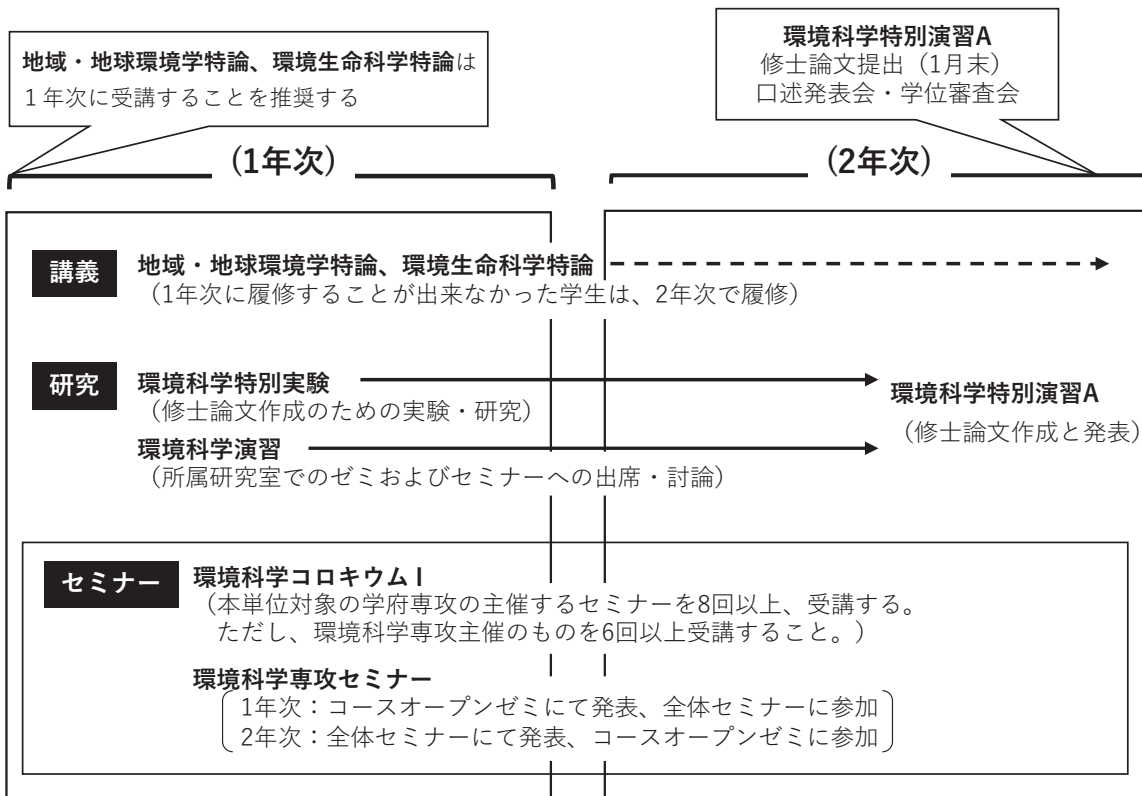 地域・地球環境学特論、環境生命科学特論は
１年次に受講することを推奨する
環境科学特別演習A
修士論文提出（1月末）
口述発表会・学位審査会
(1年次)
(2年次)
講義
地域・地球環境学特論、環境生命科学特論
（1年次に履修することが出来なかった学生は、2年次で履修）
研究
環境科学特別実験
（修士論文作成のための実験・研究）
環境科学演習
（所属研究室でのゼミおよびセミナーへの出席・討論）
環境科学特別演習A
（修士論文作成と発表）
セミナー
環境科学コロキウムⅠ
（本単位対象の学府専攻の主催するセミナーを8回以上、受講する。
ただし、環境科学専攻主催のものを6回以上受講すること。）
環境科学専攻セミナー
1年次：コースオープンゼミにて発表、全体セミナーに参加
2年次：全体セミナーにて発表、コースオープンゼミに参加